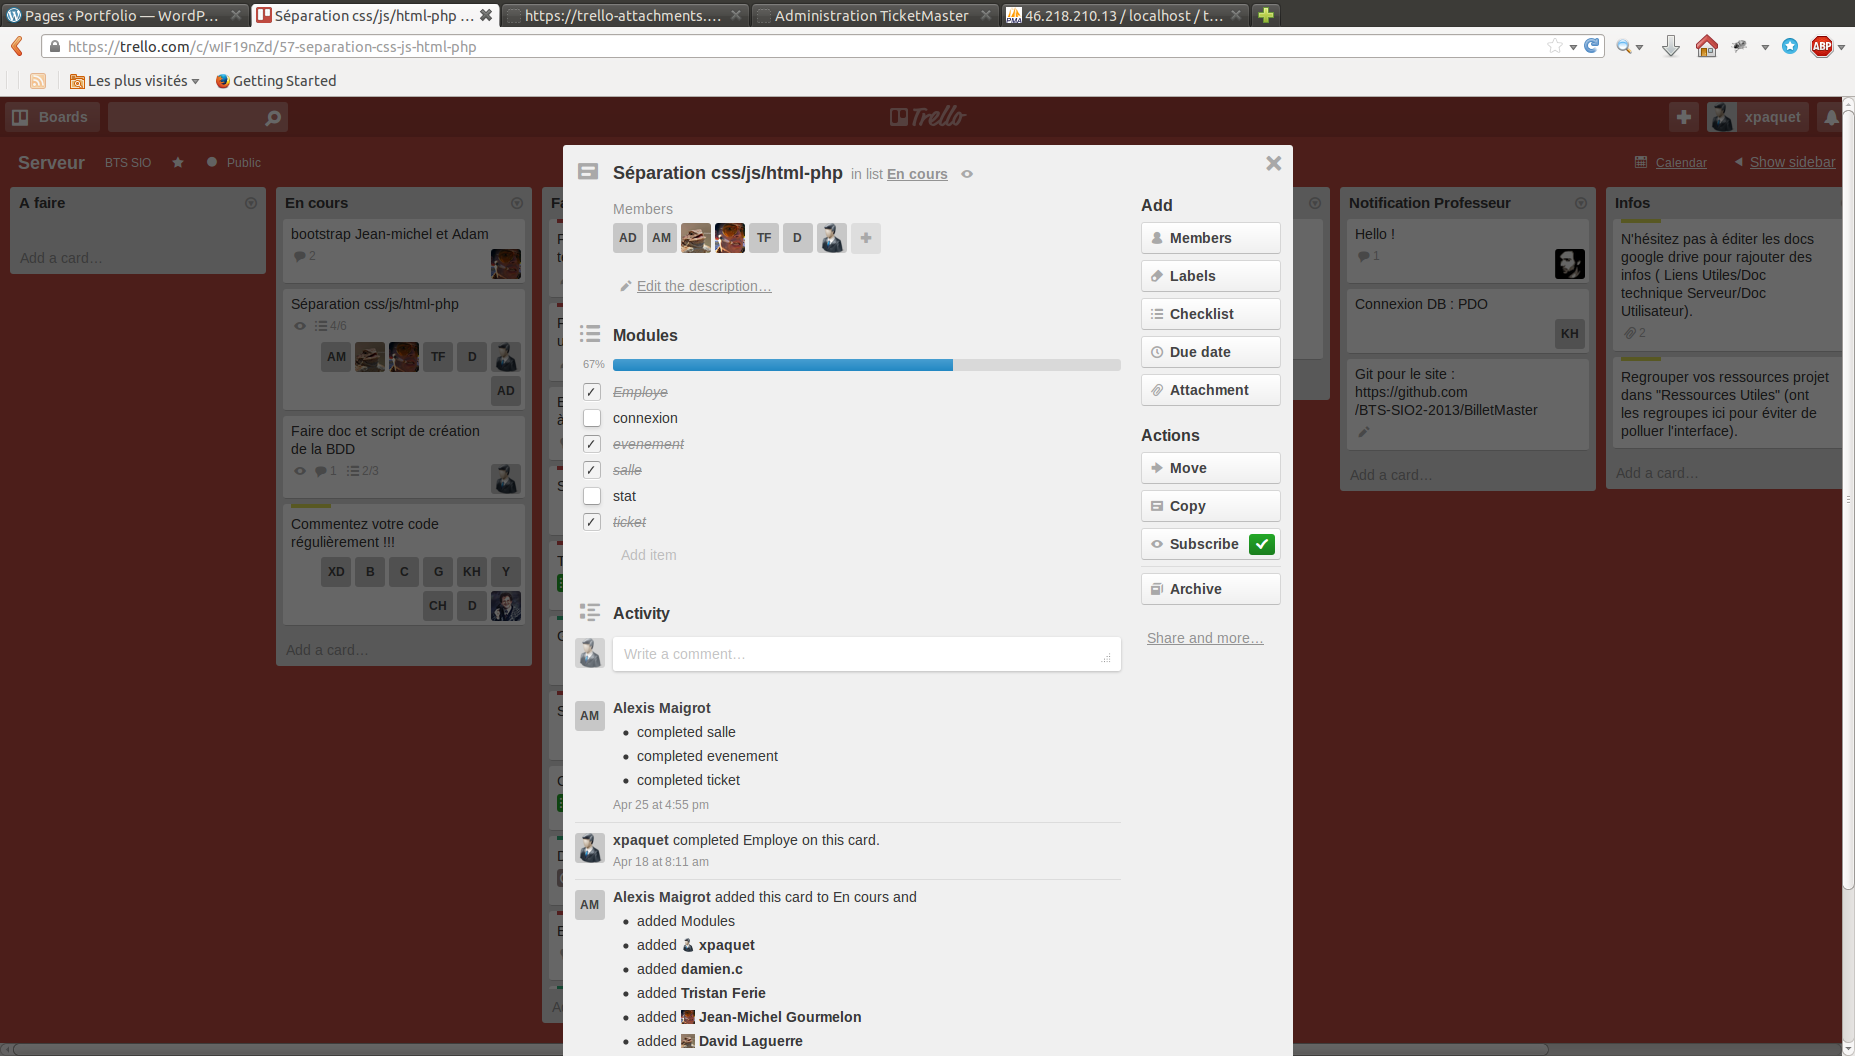 Pages ‹ Portfolio — WordP...
Séparation css/js/html-php ...
https://trello-attachments....
Administration TicketMaster
46.218.210.13 / localhost / t...
https://trello.com/c/wIF19nZd/57-separation-css-js-html-php
ABP
Les plus visités
Getting Started
Boards
Trello
xpaquet
Serveur
BTS SIO
Public
Calendar
Show sidebar
A faire
Add a card…
En cours
bootstrap Jean-michel et Adam
2
Séparation css/js/html-php
4/6
AM
TF
D
AD
Faire doc et script de création
de la BDD
1
2/3
Commentez votre code
régulièrement !!!
XD B C G KH Y
CH D
Add a card…
Séparation css/js/html-php in list En cours
Members
AD AM TF D
Edit the description…
Modules
67%
Employe
connexion
evenement
salle
stat
ticket
Add item
Activity
Write a comment…
AM
Alexis Maigrot
completed salle
completed evenement
completed ticket
Apr 25 at 4:55 pm
xpaquet completed Employe on this card.
Apr 18 at 8:11 am
AM
Alexis Maigrot added this card to En cours and
added Modules
added xpaquet
added damien.c
added Tristan Ferie
added Jean-Michel Gourmelon
added David Laguerre
Add
Members
Labels
Checklist
Due date
Attachment
Actions
Move
Copy
Subscribe
Archive
Share and more…
Notification Professeur
Hello !
1
Connexion DB : PDO
KH
Git pour le site :
https://github.com
/BTS-SIO2-2013/BilletMaster
Add a card…
Infos
N'hésitez pas à éditer les docs
google drive pour rajouter des
infos ( Liens Utiles/Doc
technique Serveur/Doc
Utilisateur).
2
Regrouper vos ressources projet
dans "Ressources Utiles" (ont
les regroupes ici pour éviter de
polluer l'interface).
Add a card…